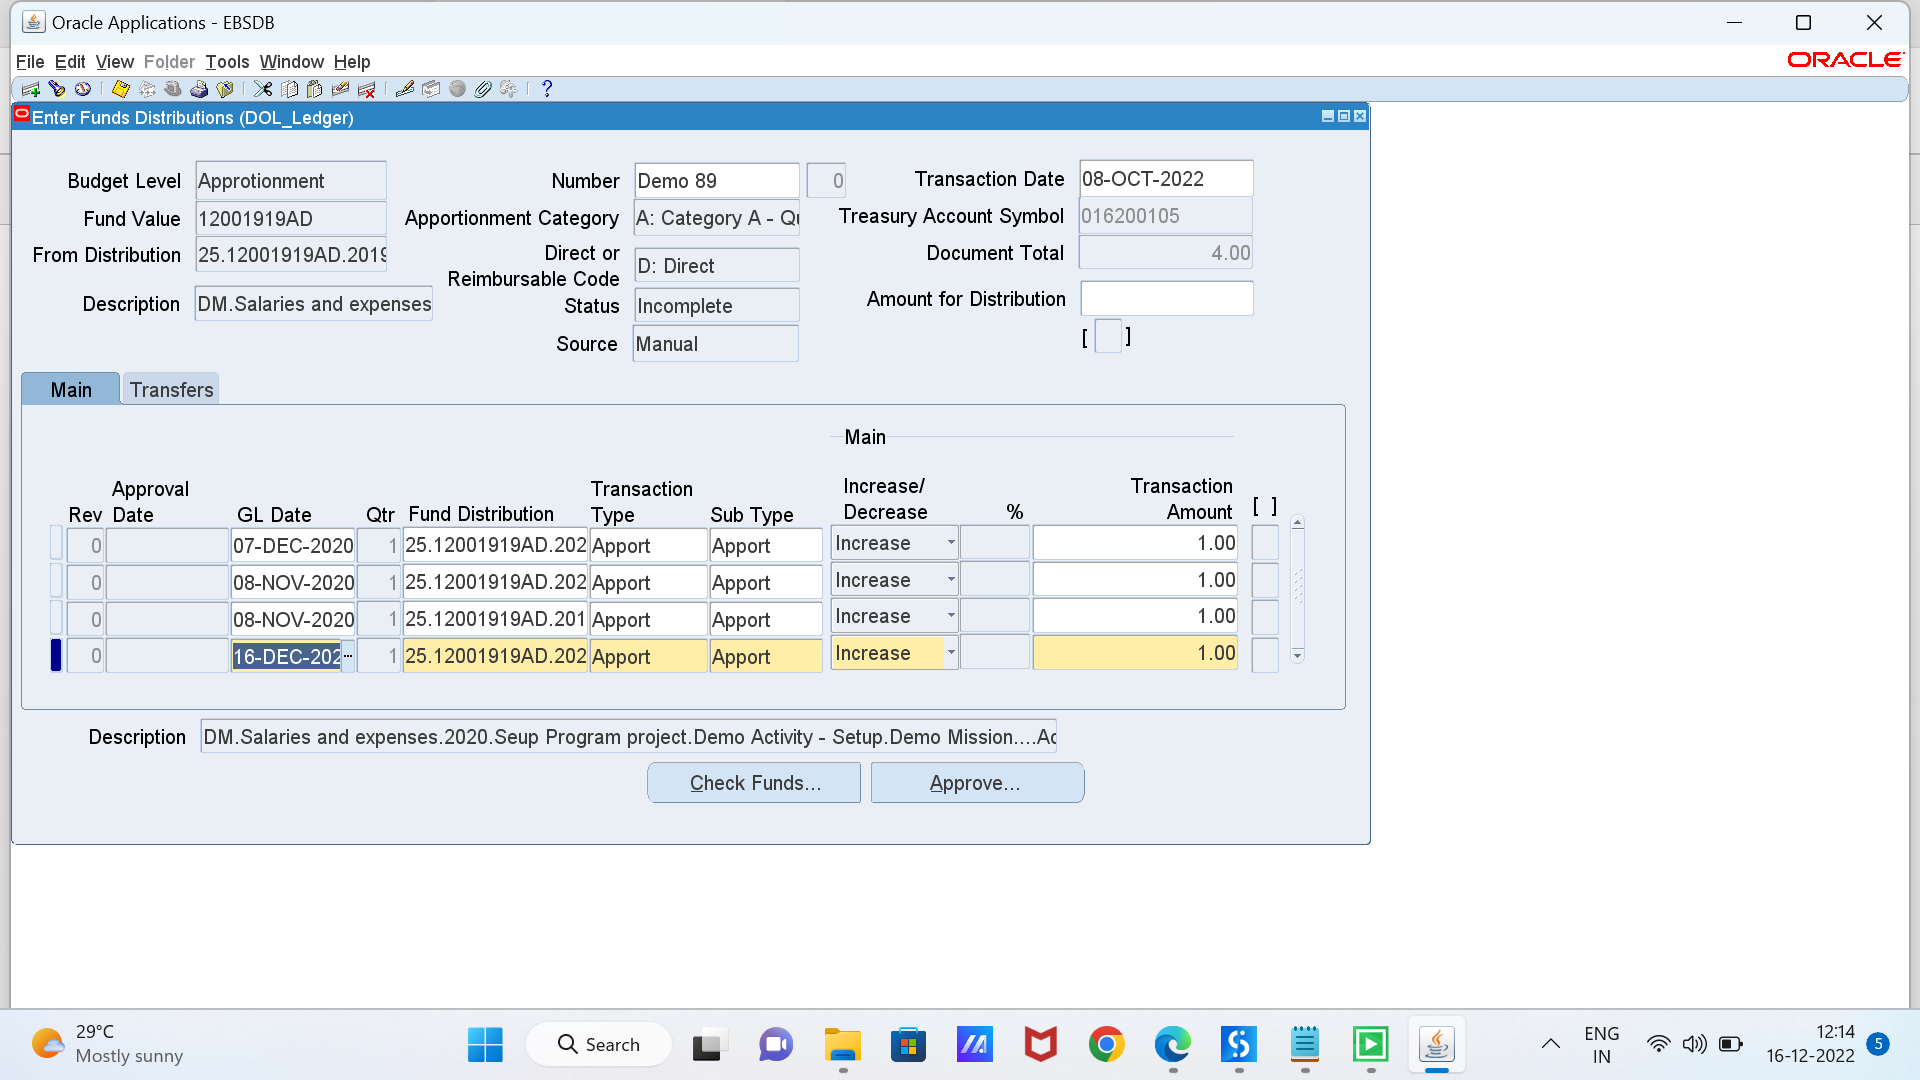 Oracle Applications - EBSDB
File Edit View Folder Tools Window Help
ORACLE
Enter Funds Distributions (DOL_Ledger)
Budget Level Approtionment
Number Demo 89 0
Transaction Date 08-OCT-2022
Fund Value 12001919AD
Apportionment Category A: Category A - Qu
Treasury Account Symbol 016200105
From Distribution 25.12001919AD.2019
Direct or
Reimbursable Code D: Direct
Document Total 4.00
Description DM.Salaries and expenses
Status Incomplete
Amount for Distribution
[ ]
Source Manual
Main Transfers
Main
Rev Approval
Date GL Date Qtr Fund Distribution Transaction
Type Sub Type Increase/
Decrease % Transaction
Amount [ ]
0 07-DEC-2020 1 25.12001919AD.202 Apport Apport Increase 1.00
0 08-NOV-2020 1 25.12001919AD.202 Apport Apport Increase 1.00
0 08-NOV-2020 1 25.12001919AD.201 Apport Apport Increase 1.00
0 16-DEC-202 ... 1 25.12001919AD.202 Apport Apport Increase 1.00
Description DM.Salaries and expenses.2020.Seup Program project.Demo Activity - Setup.Demo Mission....Ac
Check Funds... Approve...
29°C
Mostly sunny
Search
ENG
IN
12:14
16-12-2022
5